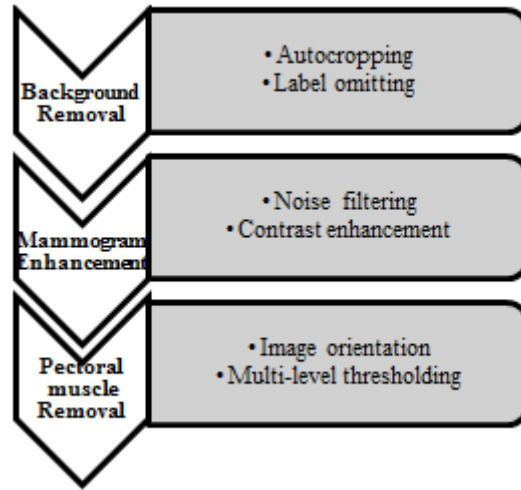 Background
Removal
• Autocropping
• Label omitting
Mammogram
Enhancement
• Noise filtering
• Contrast enhancement
Pectoral
muscle
Removal
• Image orientation
• Multi-level thresholding